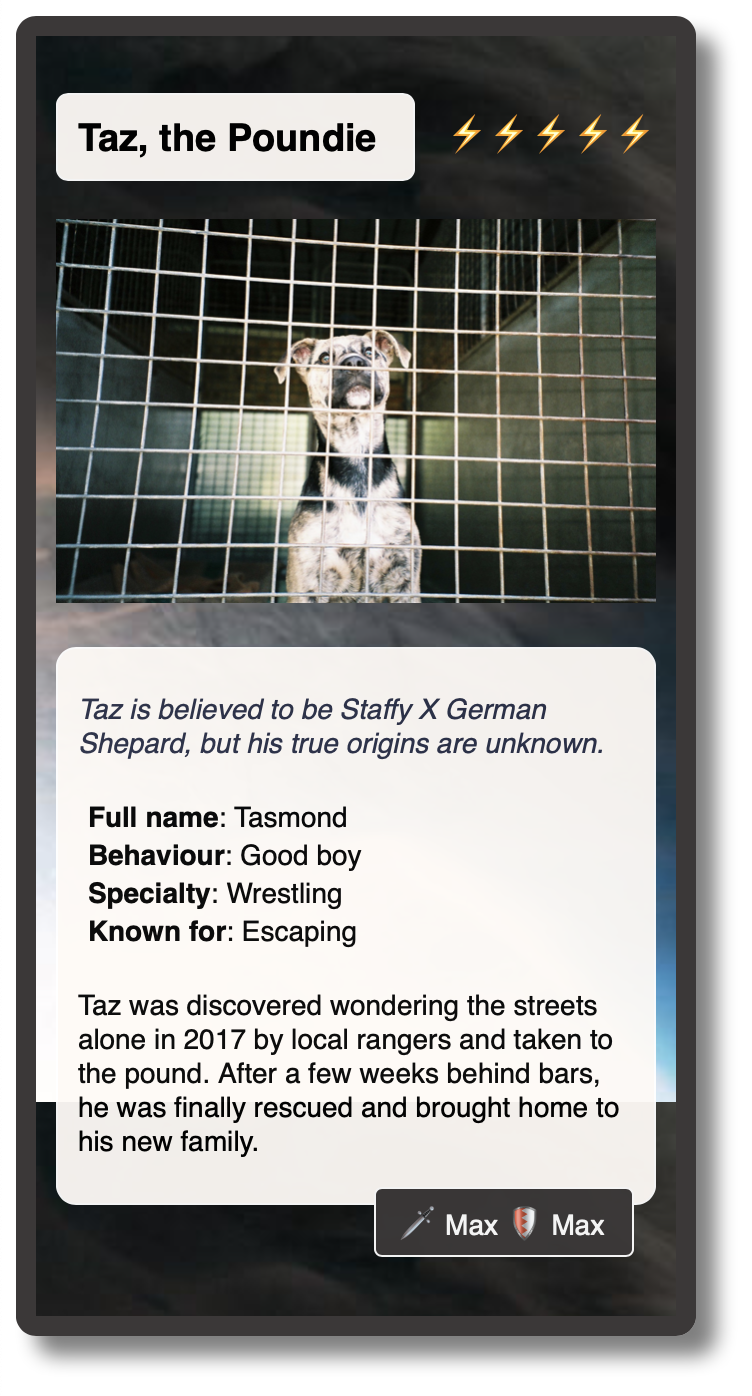 Taz, the Poundie
Taz is believed to be Staffy X German
Shepard, but his true origins are unknown.
Full name: Tasmond
Behaviour: Good boy
Specialty: Wrestling
Known for: Escaping
Taz was discovered wondering the streets
alone in 2017 by local rangers and taken to
the pound. After a few weeks behind bars,
he was finally rescued and brought home to
his new family.
Max Max